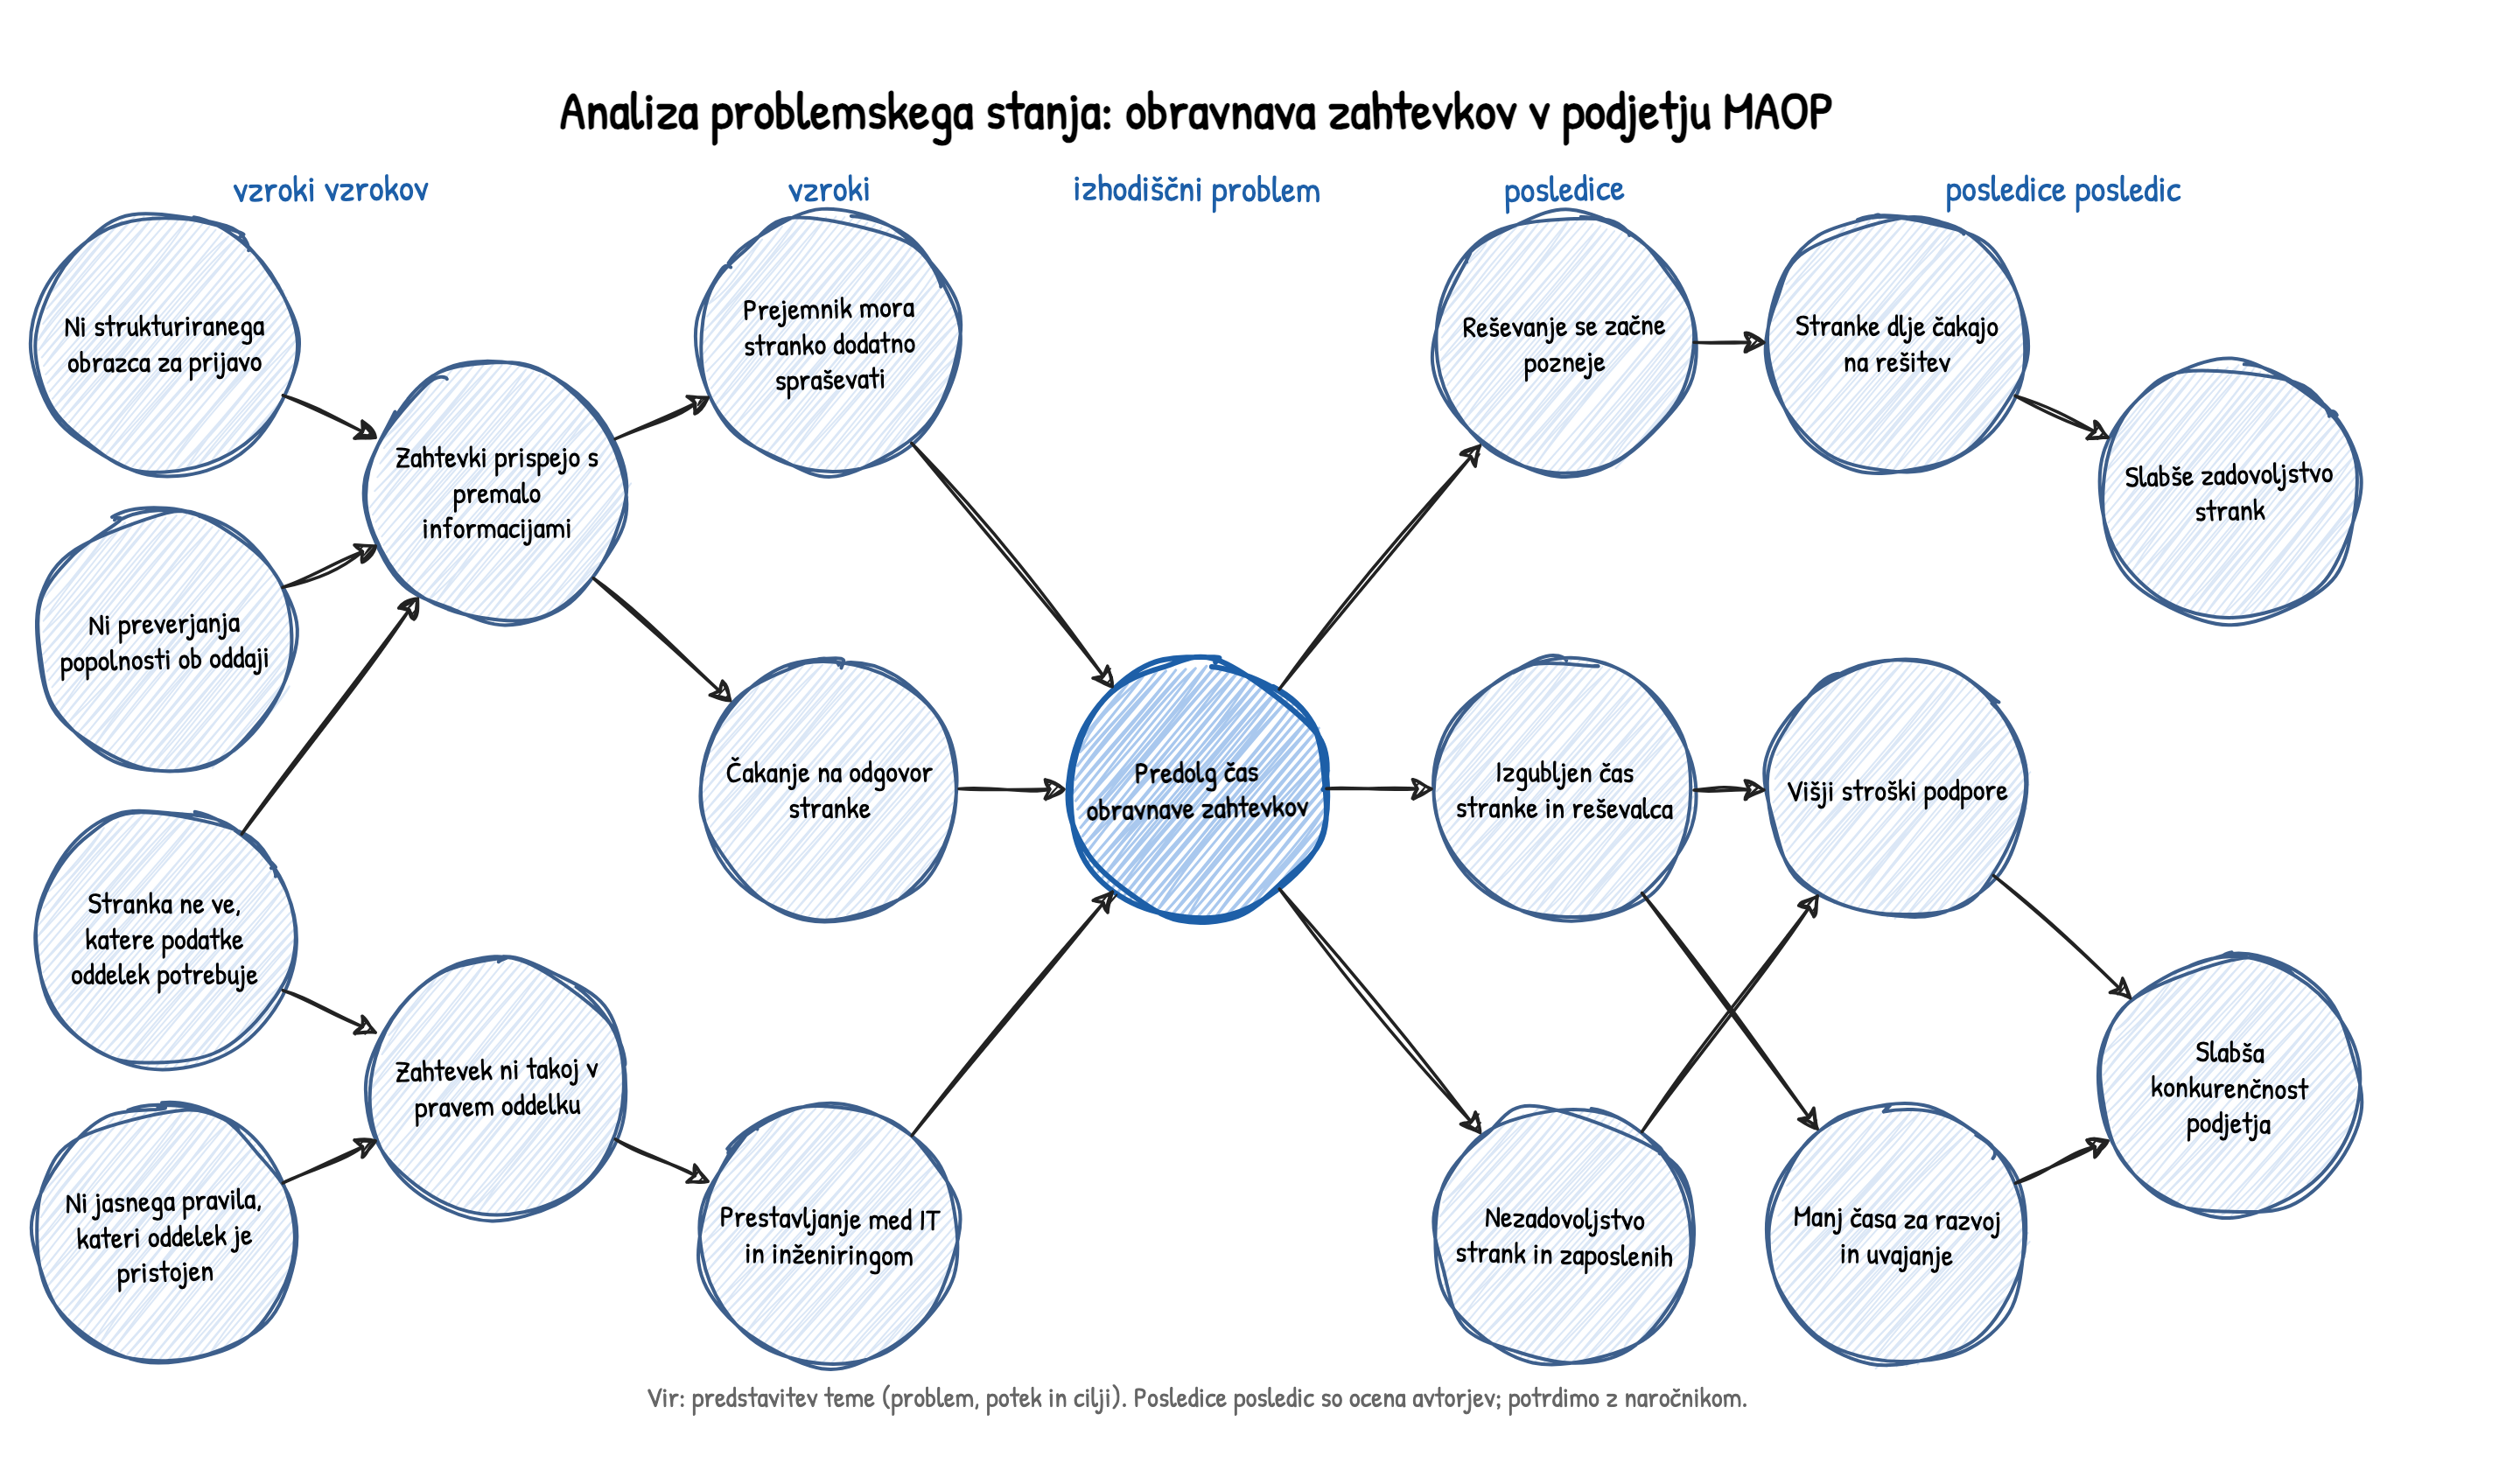 Analiza problemskega stanja: obravnava zahtevkov v podjetju MAOP
vzroki vzrokov
vzroki
izhodiščni problem
posledice
posledice posledic
Ni strukturiranega
obrazca za prijavo
Ni preverjanja
popolnosti ob oddaji
Stranka ne ve,
katere podatke
oddelek potrebuje
Ni jasnega pravila,
kateri oddelek je
pristojen
Zahtevki prispejo s
premalo
informacijami
Zahtevek ni takoj v
pravem oddelku
Prejemnik mora
stranko dodatno
spraševati
Čakanje na odgovor
stranke
Prestavljanje med IT
in inženiringom
Predolg čas
obravnave zahtevkov
Reševanje se začne
pozneje
Izgubljen čas
stranke in reševalca
Nezadovoljstvo
strank in zaposlenih
Stranke dlje čakajo
na rešitev
Višji stroški podpore
Manj časa za razvoj
in uvajanje
Slabše zadovoljstvo
strank
Slabša
konkurenčnost
podjetja
Vir: predstavitev teme (problem, potek in cilji). Posledice posledic so ocena avtorjev; potrdimo z naročnikom.